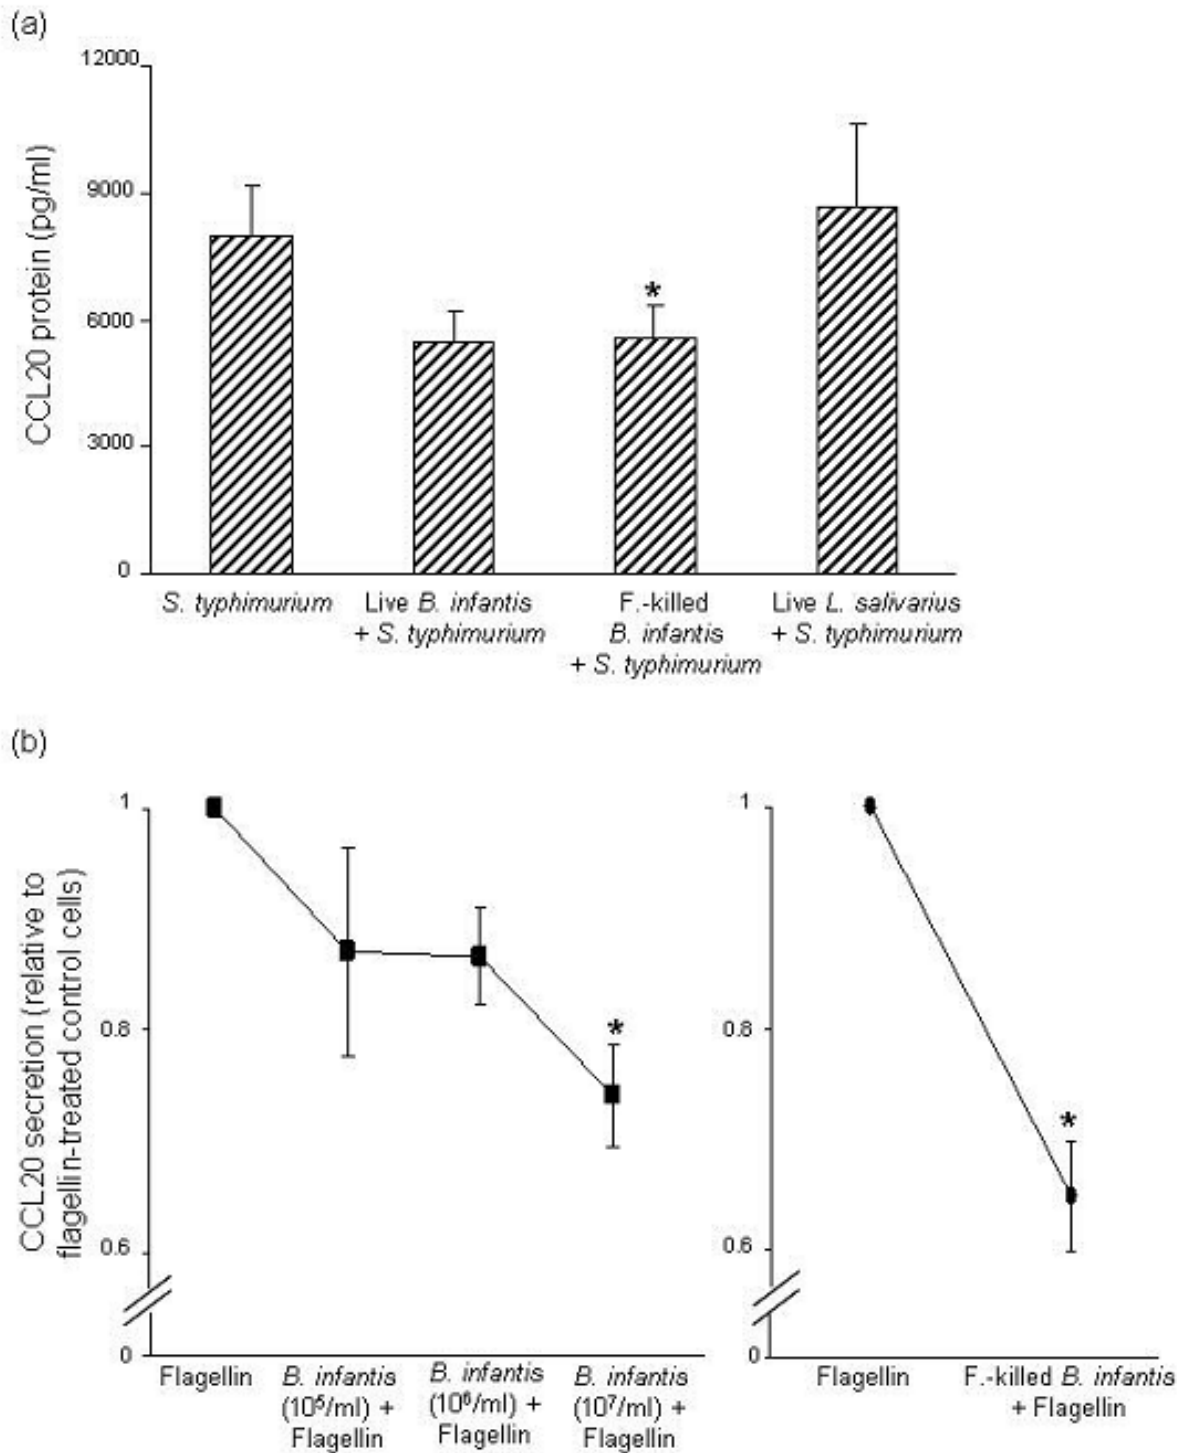 (a)
12000
9000
6000
3000
0
CCL20 protein (pg/ml)
*
S. typhimurium
Live B. infantis
+ S. typhimurium
F.-killed
B. infantis
+ S. typhimurium
Live L. salivarius
+ S. typhimurium
(b)
CCL20 secretion (relative to
flagellin-treated control cells)
1
0.8
0.6
0
*
Flagellin
B. infantis
(10⁵/ml) +
Flagellin
B. infantis
(10⁶/ml) +
Flagellin
B. infantis
(10⁷/ml) +
Flagellin
1
0.8
0.6
0
*
Flagellin
F.-killed B. infantis
+ Flagellin